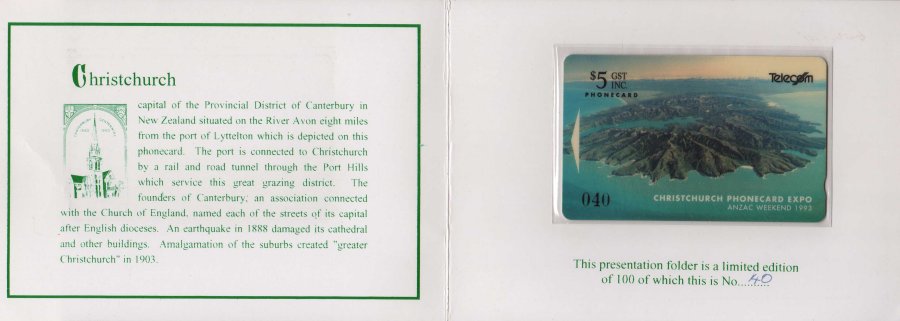 Christchurch
capital of the Provincial District of Canterbury in
New Zealand situated on the River Avon eight miles
from the port of Lyttelton which is depicted on this
phonecard. The port is connected to Christchurch
by a rail and road tunnel through the Port Hills
which service this great grazing district. The
founders of Canterbury, an association connected
with the Church of England, named each of the streets of its capital
after English dioceses. An earthquake in 1888 damaged its cathedral
and other buildings. Amalgamation of the suburbs created "greater
Christchurch" in 1903.
$5 GST INC.
PHONECARD
Telecom
040
CHRISTCHURCH PHONECARD EXPO
ANZAC WEEKEND 1993
This presentation folder is a limited edition
of 100 of which this is No. 40